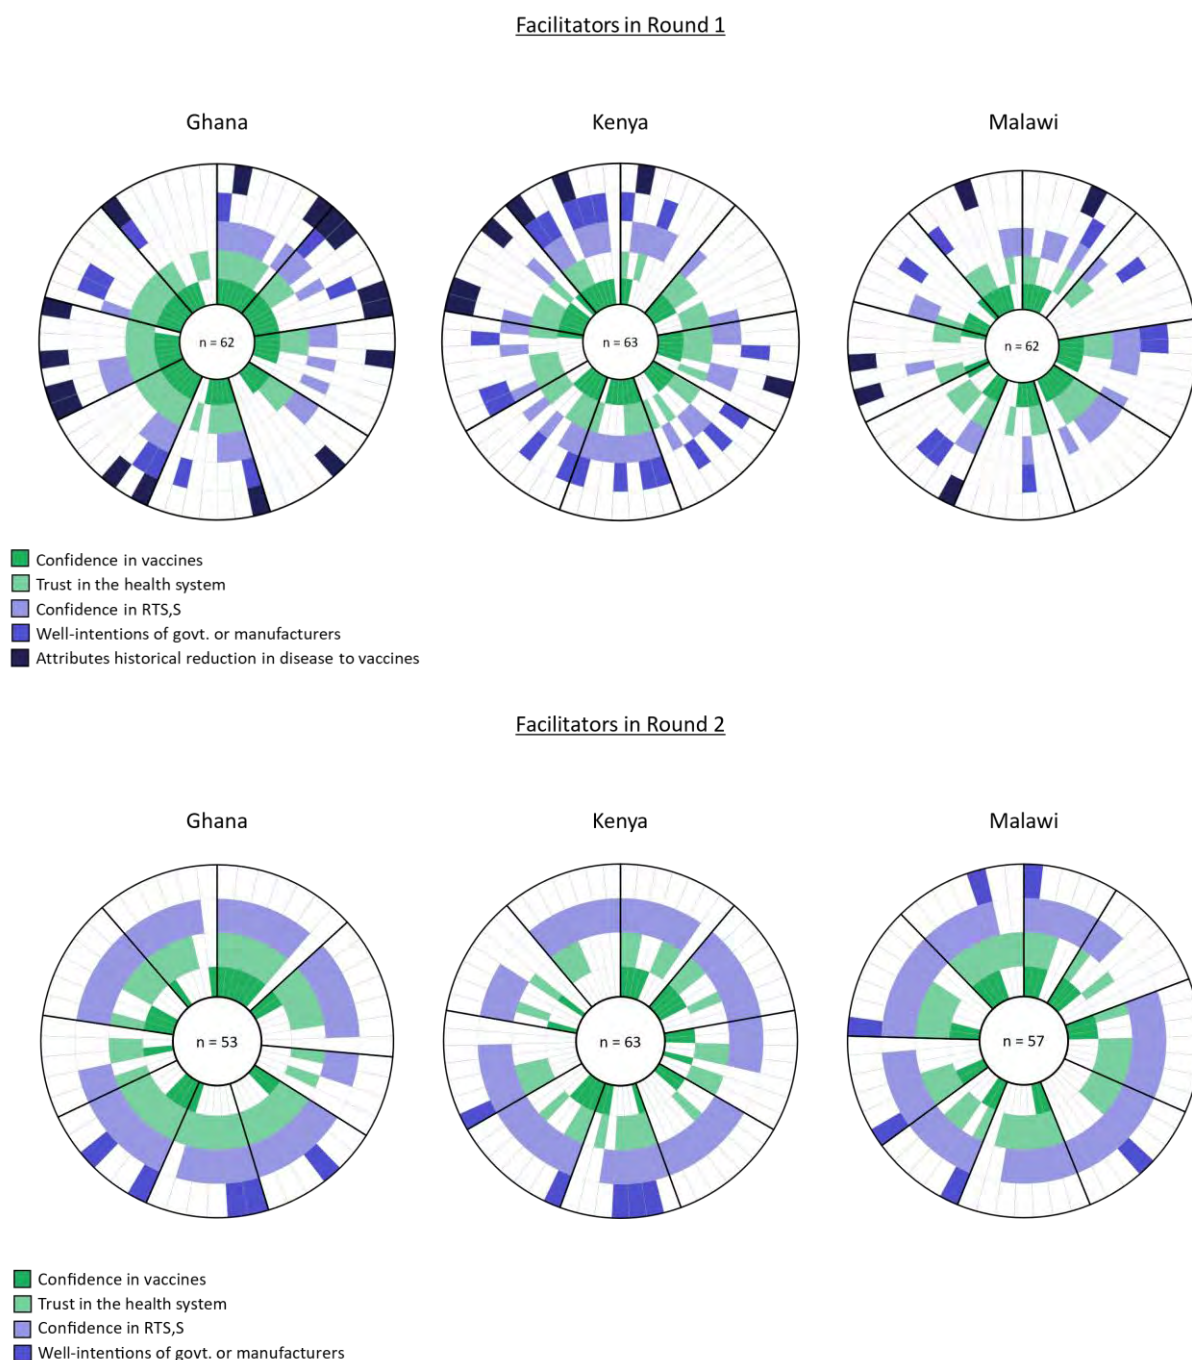 Facilitators in Round 1
Ghana
Kenya
Malawi
n = 62
n = 63
n = 62
Confidence in vaccines
Trust in the health system
Confidence in RTS,S
Well-intentions of govt. or manufacturers
Attributes historical reduction in disease to vaccines
Facilitators in Round 2
Ghana
Kenya
Malawi
n = 53
n = 63
n = 57
Confidence in vaccines
Trust in the health system
Confidence in RTS,S
Well-intentions of govt. or manufacturers